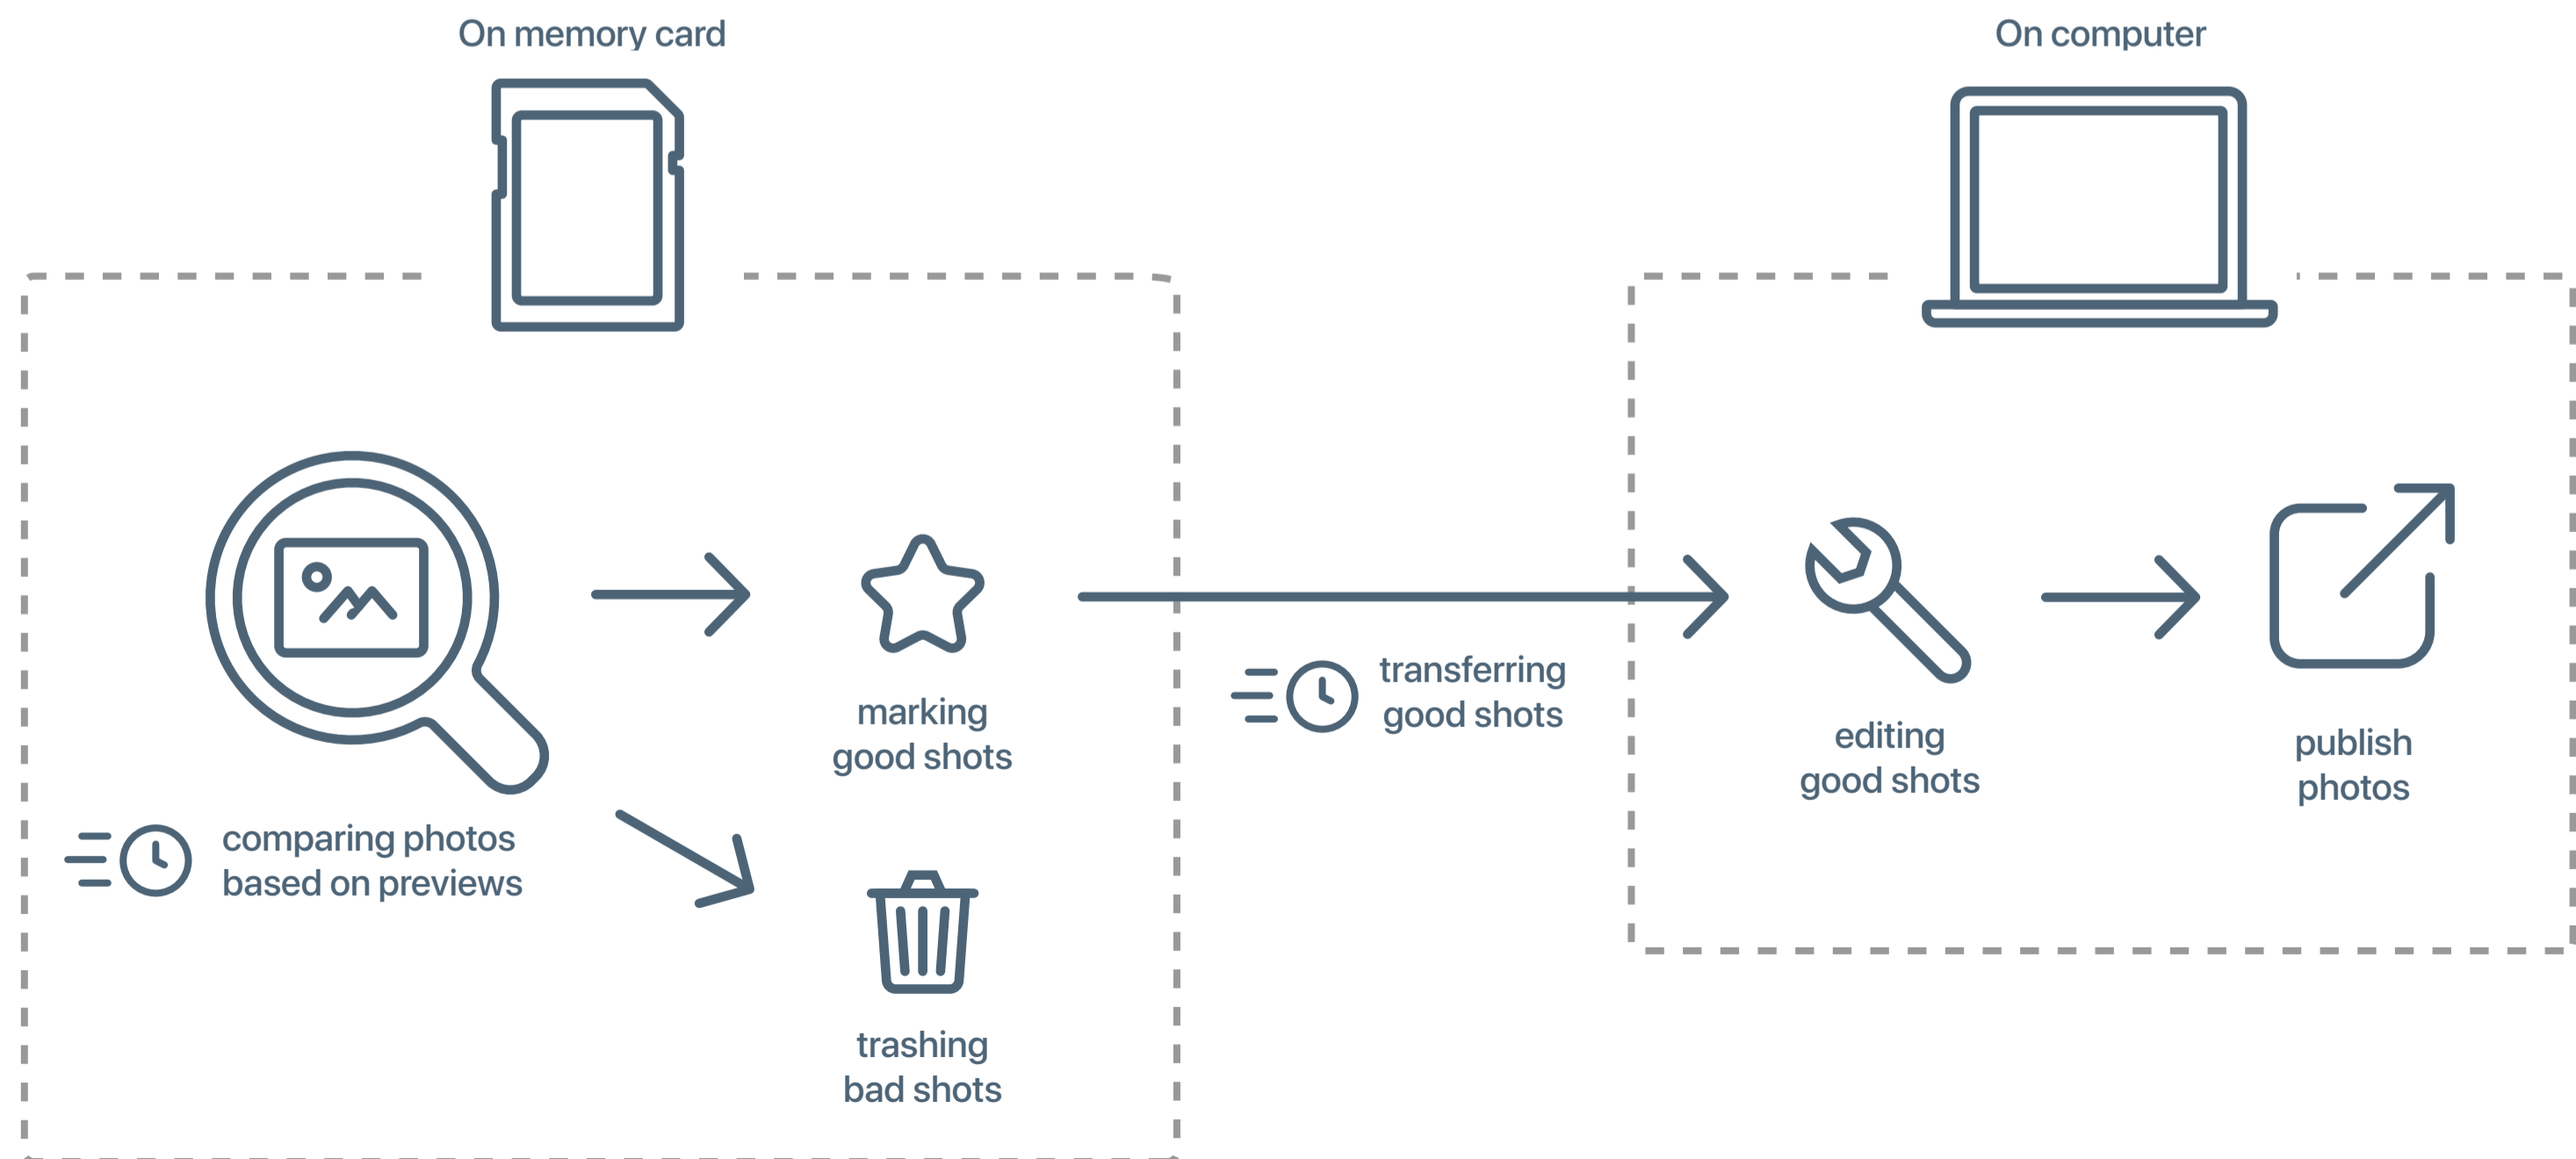 On memory card
On computer
comparing photos
based on previews
marking
good shots
trashing
bad shots
transferring
good shots
editing
good shots
publish
photos